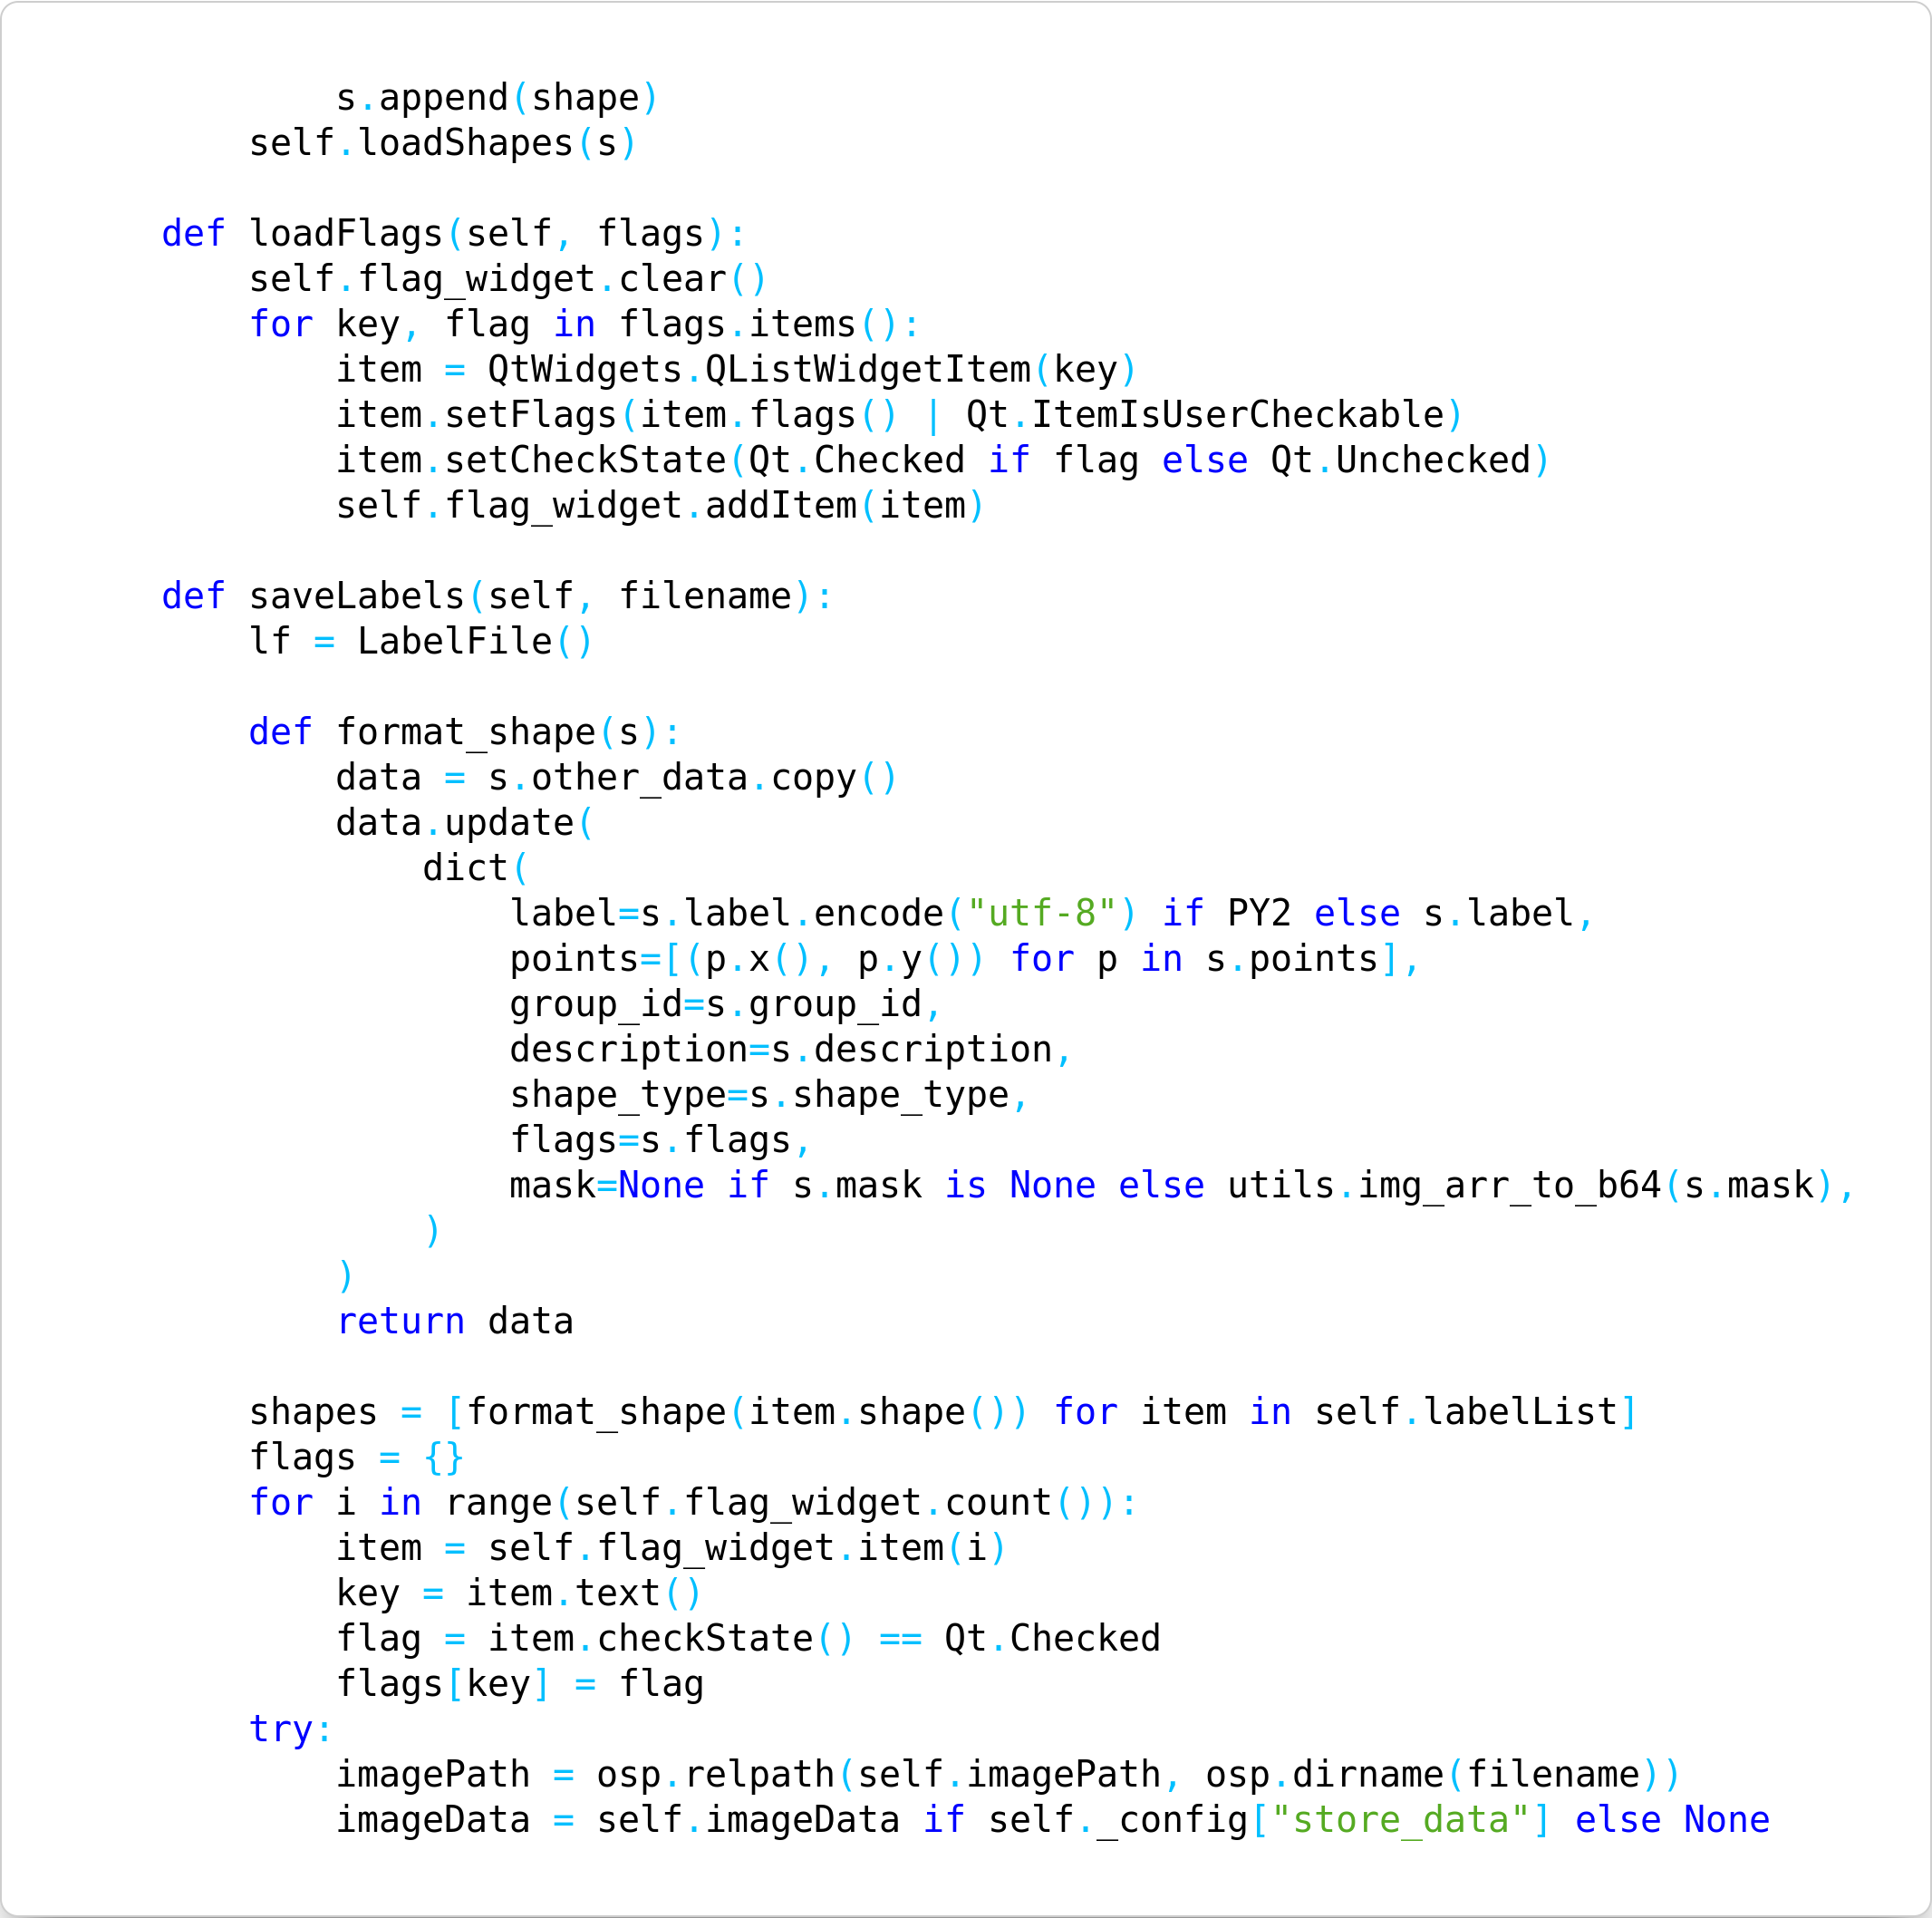 s.append(shape)
        self.loadShapes(s)

    def loadFlags(self, flags):
        self.flag_widget.clear()
        for key, flag in flags.items():
            item = QtWidgets.QListWidgetItem(key)
            item.setFlags(item.flags() | Qt.ItemIsUserCheckable)
            item.setCheckState(Qt.Checked if flag else Qt.Unchecked)
            self.flag_widget.addItem(item)

    def saveLabels(self, filename):
        lf = LabelFile()

        def format_shape(s):
            data = s.other_data.copy()
            data.update(
                dict(
                    label=s.label.encode("utf-8") if PY2 else s.label,
                    points=[(p.x(), p.y()) for p in s.points],
                    group_id=s.group_id,
                    description=s.description,
                    shape_type=s.shape_type,
                    flags=s.flags,
                    mask=None if s.mask is None else utils.img_arr_to_b64(s.mask),
                )
            )
            return data

        shapes = [format_shape(item.shape()) for item in self.labelList]
        flags = {}
        for i in range(self.flag_widget.count()):
            item = self.flag_widget.item(i)
            key = item.text()
            flag = item.checkState() == Qt.Checked
            flags[key] = flag
        try:
            imagePath = osp.relpath(self.imagePath, osp.dirname(filename))
            imageData = self.imageData if self._config["store_data"] else None